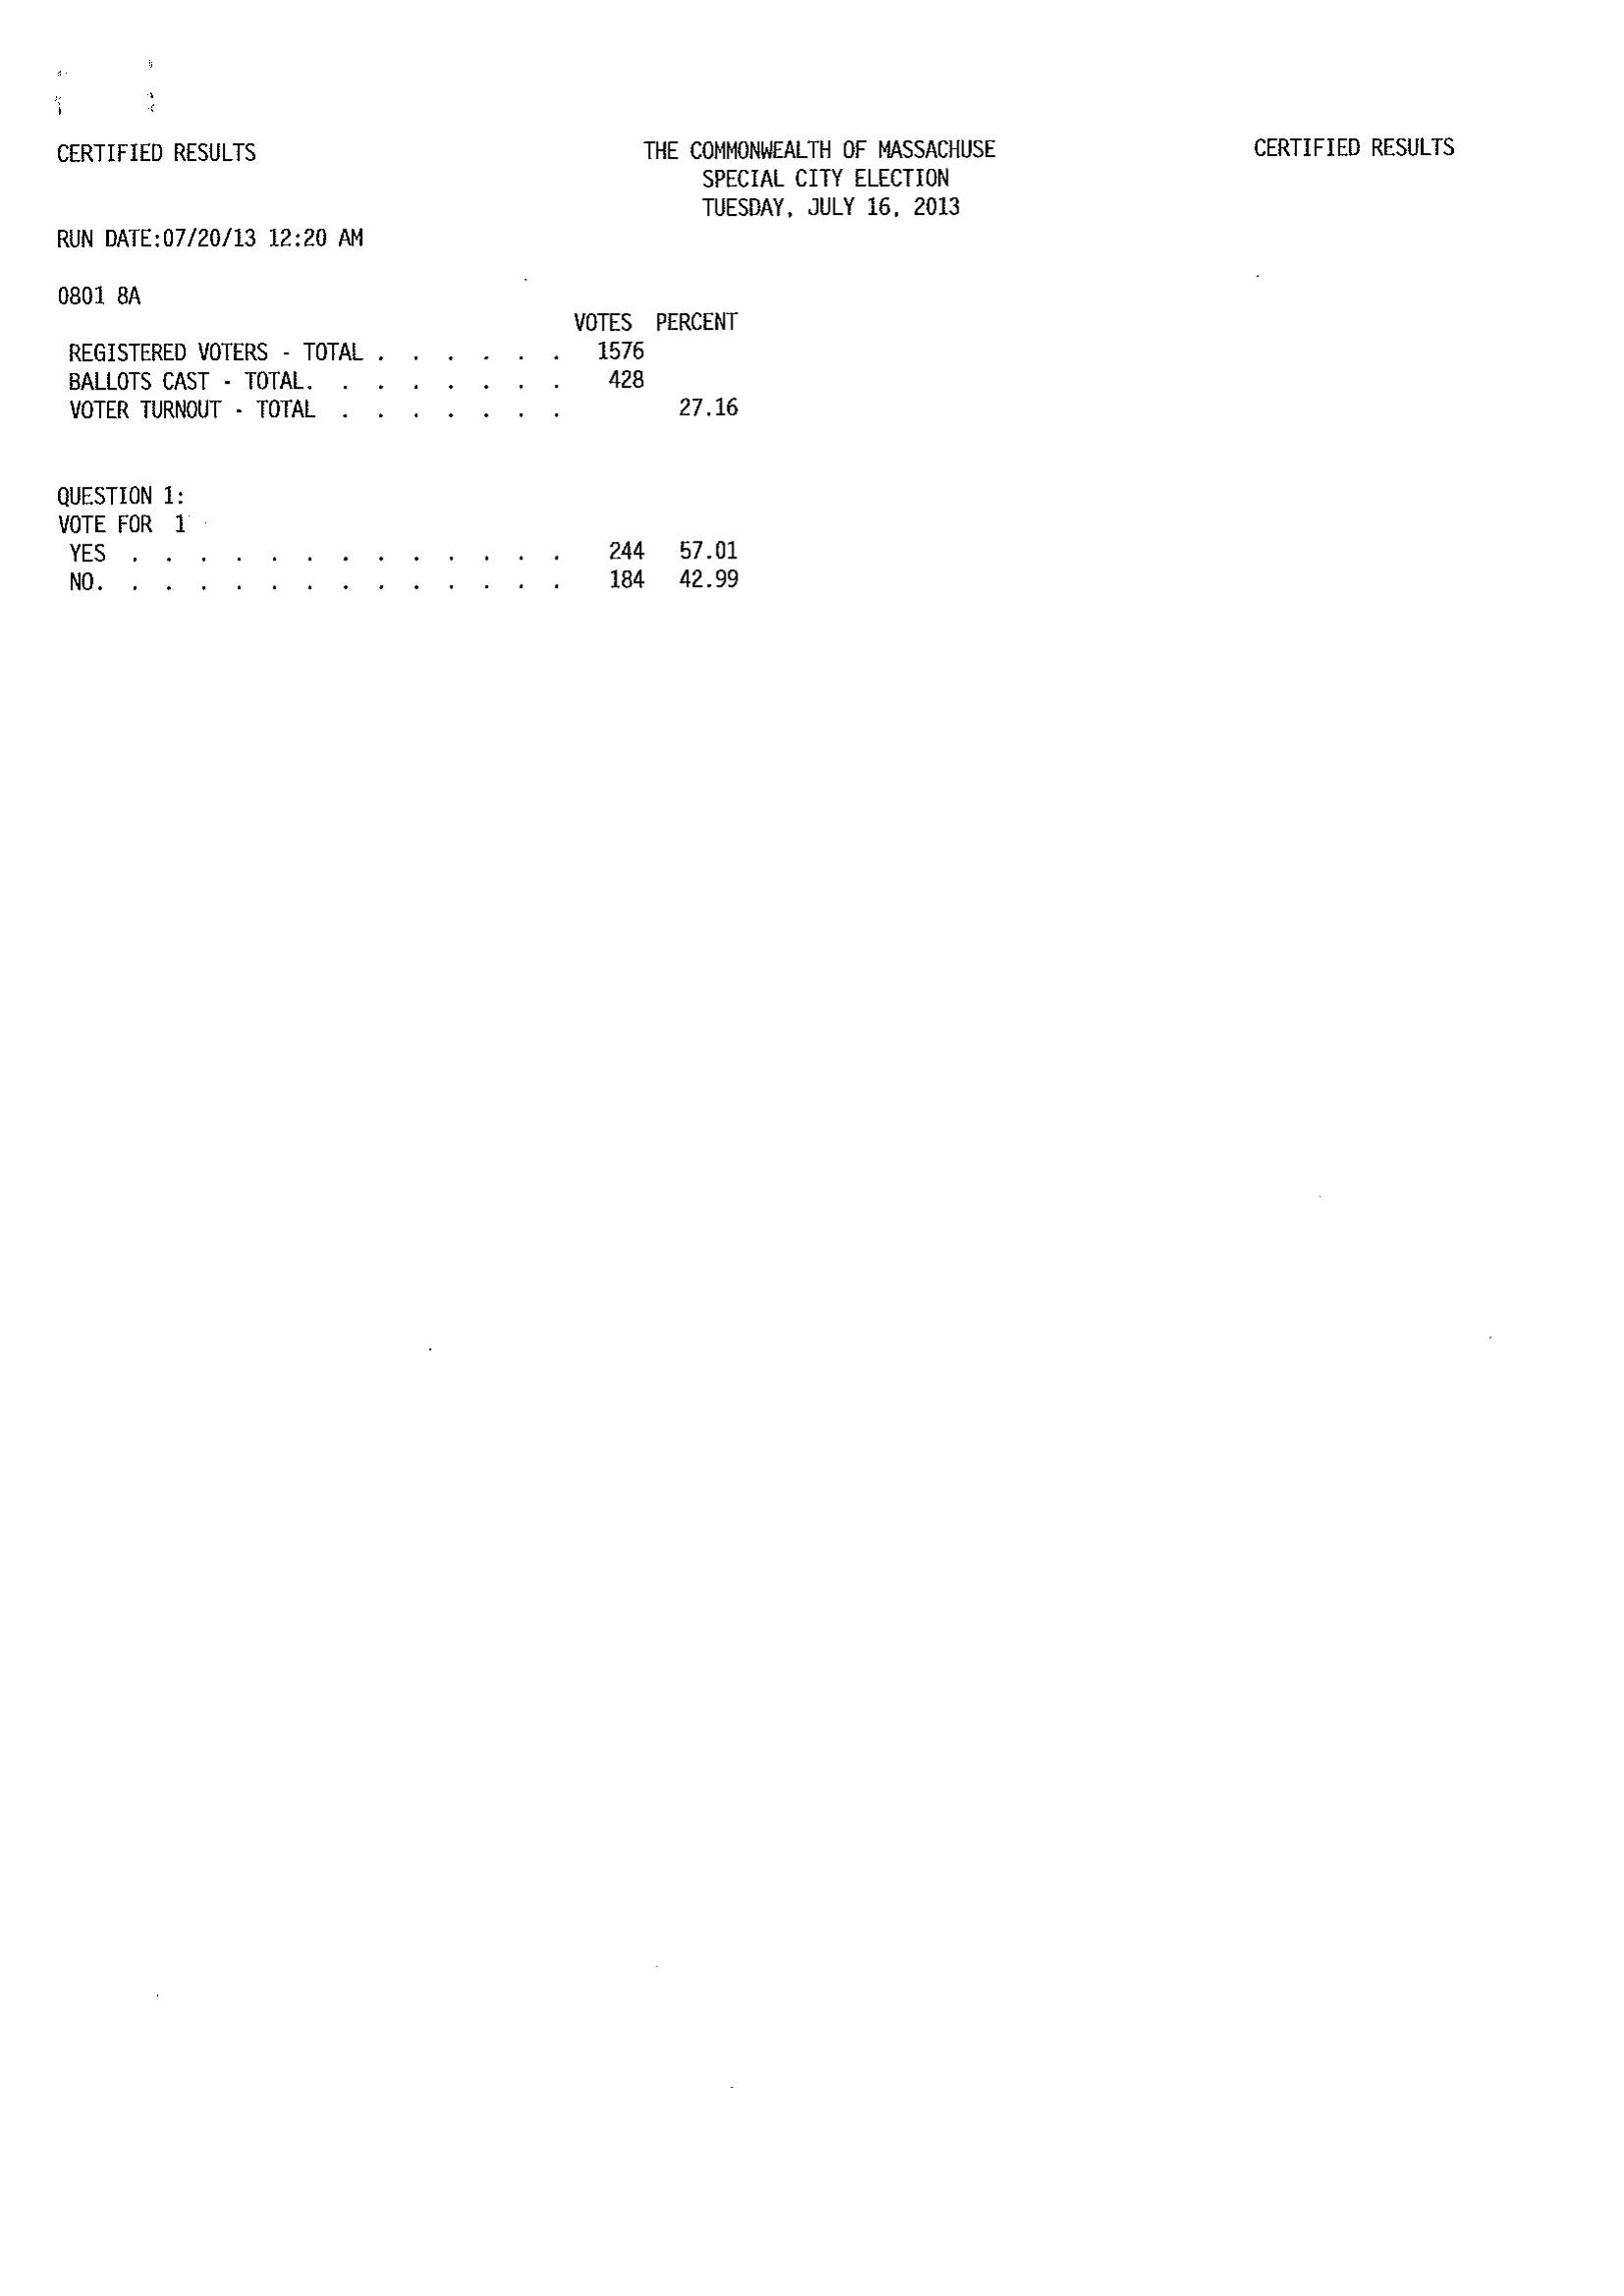 CERTIFIED RESULTS THE COMMONWEALTH OF MASSACHUSE CERTIFIED RESULTS
SPECIAL CITY ELECTION
TUESDAY, JULY 16, 2013
RUN DATE:07/20/13 12:20 AM
0801 8A
VOTES PERCENT
REGISTERED VOTERS - TOTAL . . . . . . 1576
BALLOTS CAST - TOTAL. . . . . . . . 428
VOTER TURNOUT - TOTAL . . . . . . . 27.16
QUESTION 1:
VOTE FOR 1
YES . . . . . . . . . . . . . 244 57.01
NO. . . . . . . . . . . . . . 184 42.99